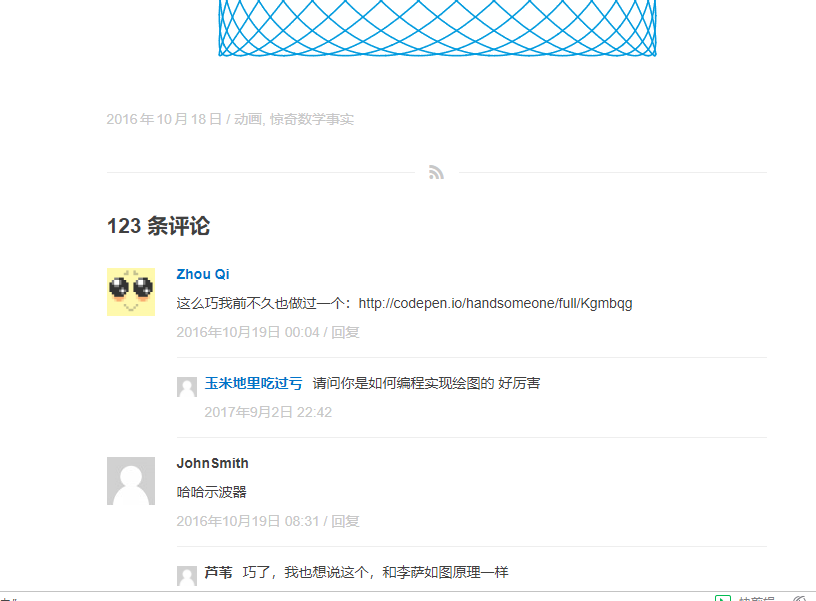 2016 年 10 月 18 日 / 动画, 惊奇数学事实
123 条评论
Zhou Qi
这么巧我前不久也做过一个：http://codepen.io/handsomeone/full/Kgmbqg
2016年10月19日 00:04 / 回复
玉米地里吃过亏 请问你是如何编程实现绘图的 好厉害
2017年9月2日 22:42
JohnSmith
哈哈示波器
2016年10月19日 08:31 / 回复
芦苇 巧了，我也想说这个，和李萨如图原理一样